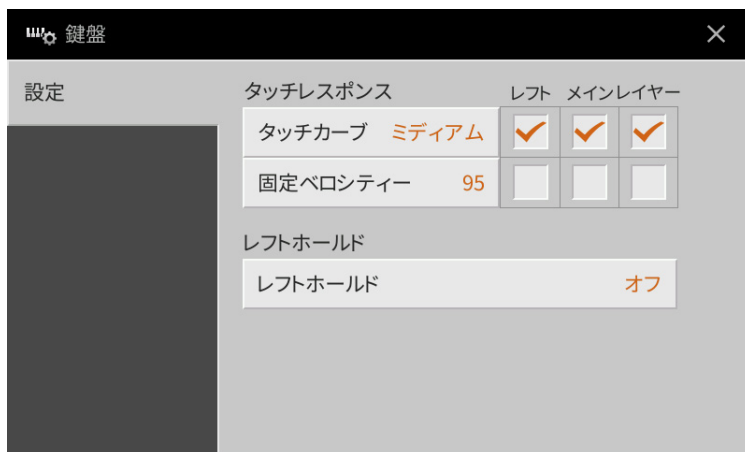 鍵盤
設定
タッチレスポンス レフト メイン レイヤー
タッチカーブ ミディアム
固定ベロシティー 95
レフトホールド
レフトホールド オフ